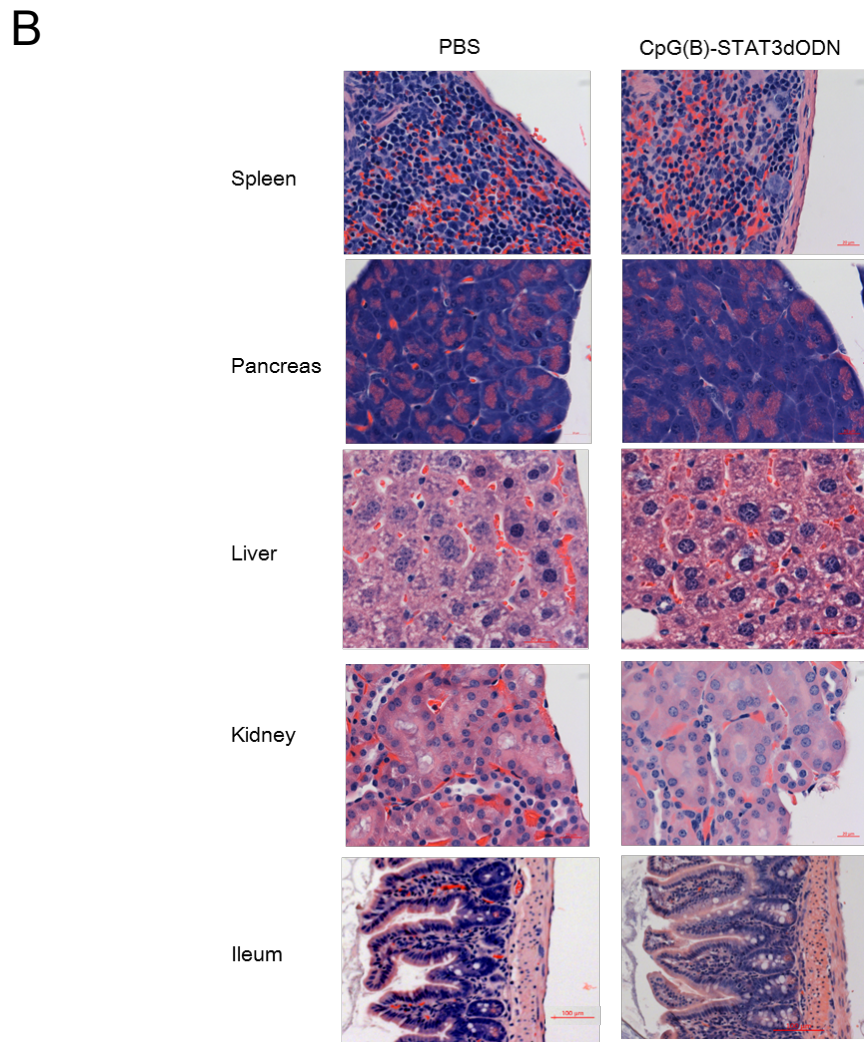 B
PBS CpG(B)-STAT3dODN
Spleen
Pancreas
Liver
Kidney
Ileum
100 μm